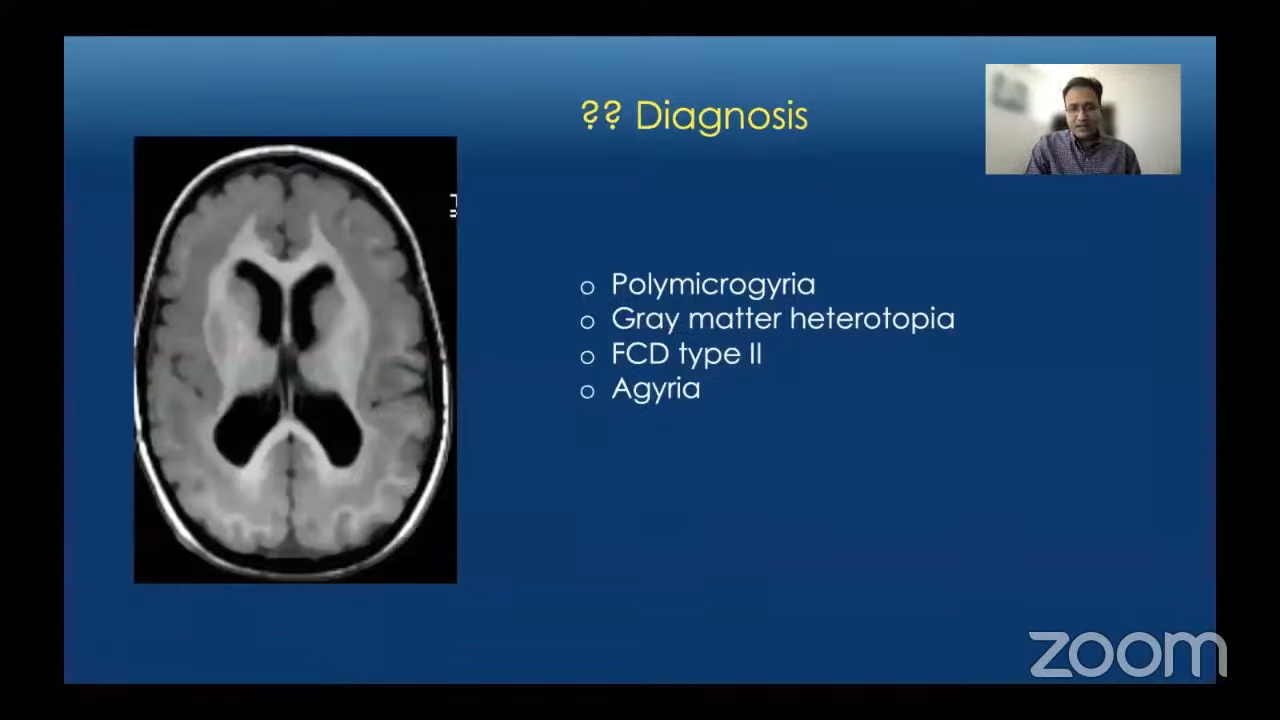 ?? Diagnosis
Polymicrogyria
Gray matter heterotopia
FCD type II
Agyria
zoom